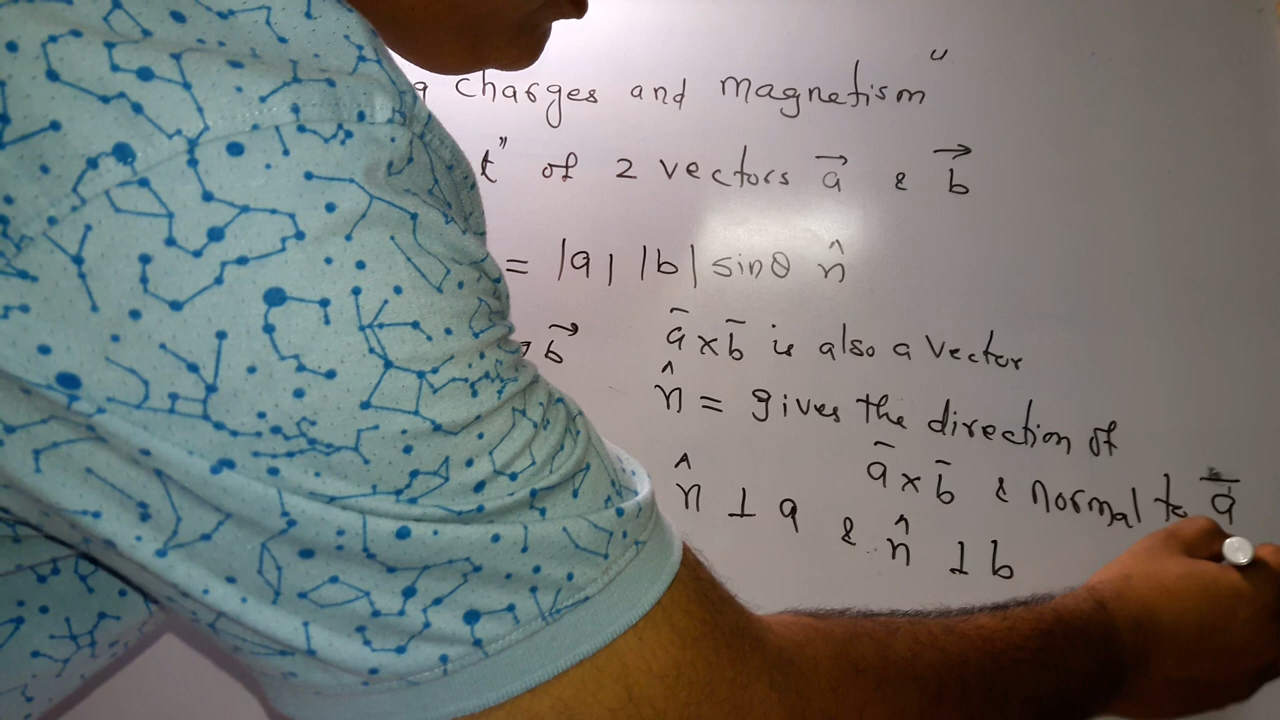 charges and magnetism"
t" of 2 vectors a⃗ & b⃗
= |a| |b| sinθ n̂
b⃗ a̅ x b̅ is also a vector
n̂ = gives the direction of
a̅ x b̅ & normal to a̅
n̂ ⊥ a & n̂ ⊥ b